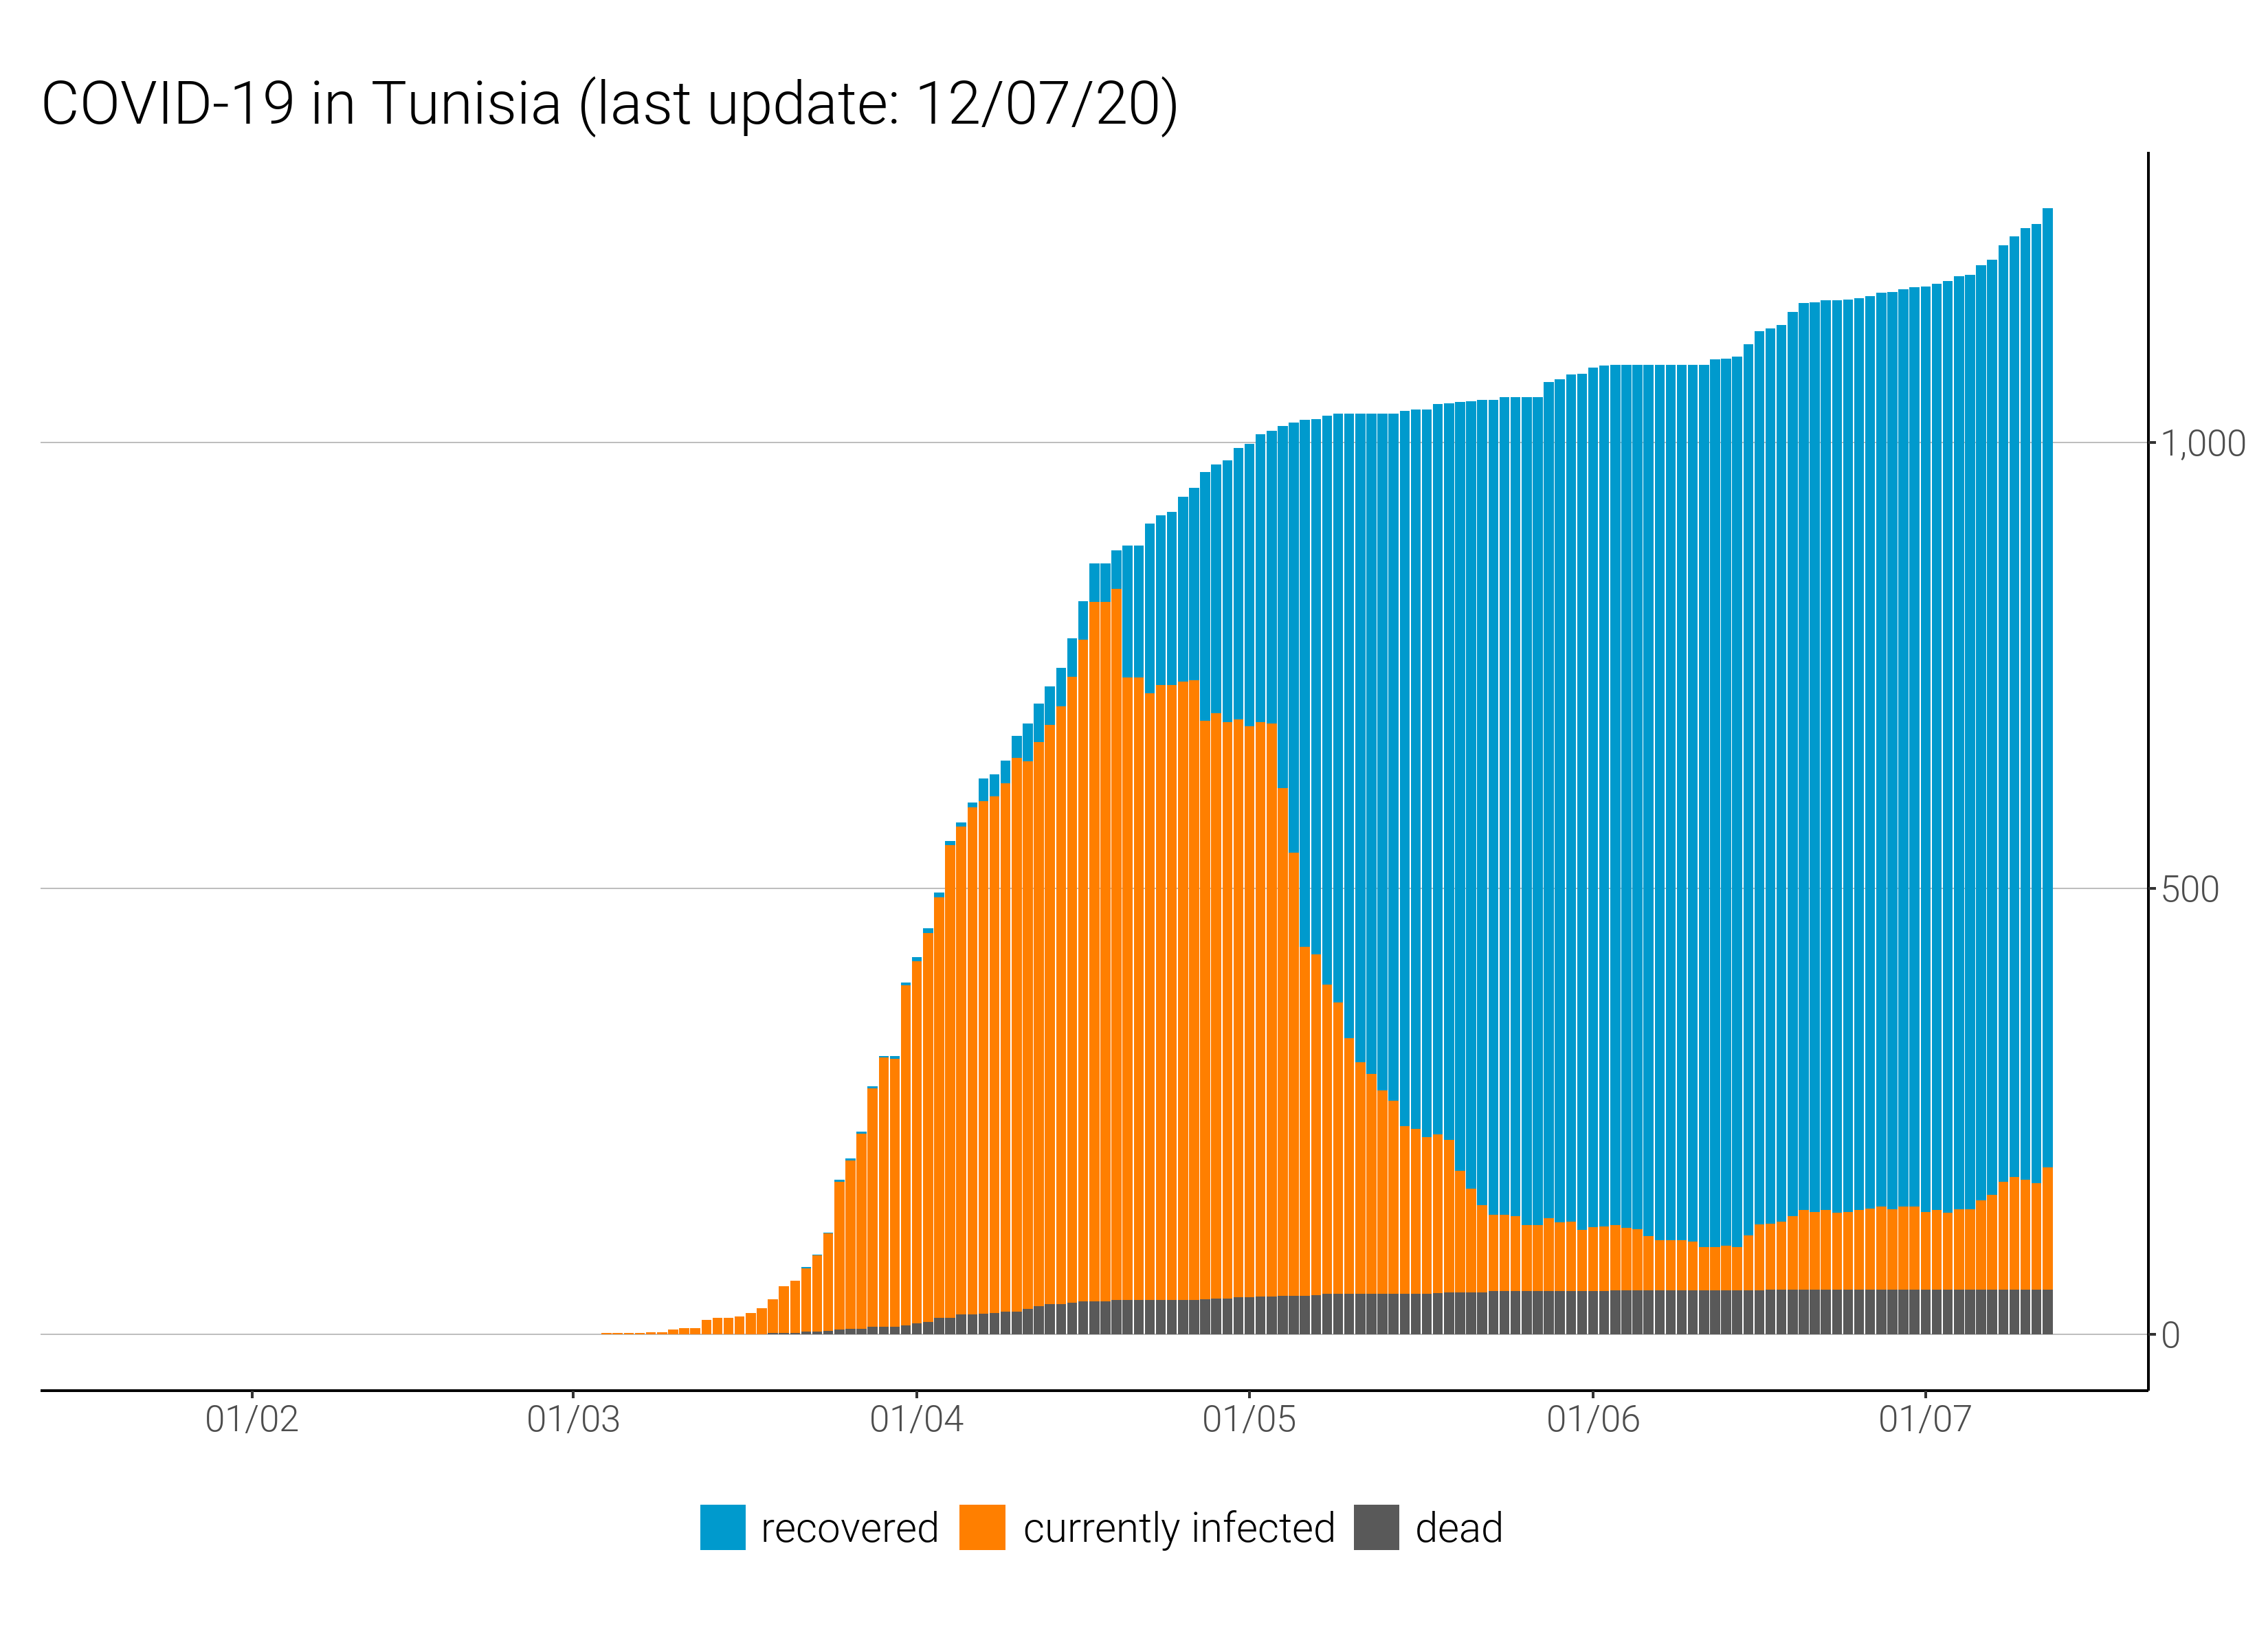 COVID-19 in Tunisia (last update: 12/07/20)
1,000
500
0
01/02 01/03 01/04 01/05 01/06 01/07
recovered currently infected dead